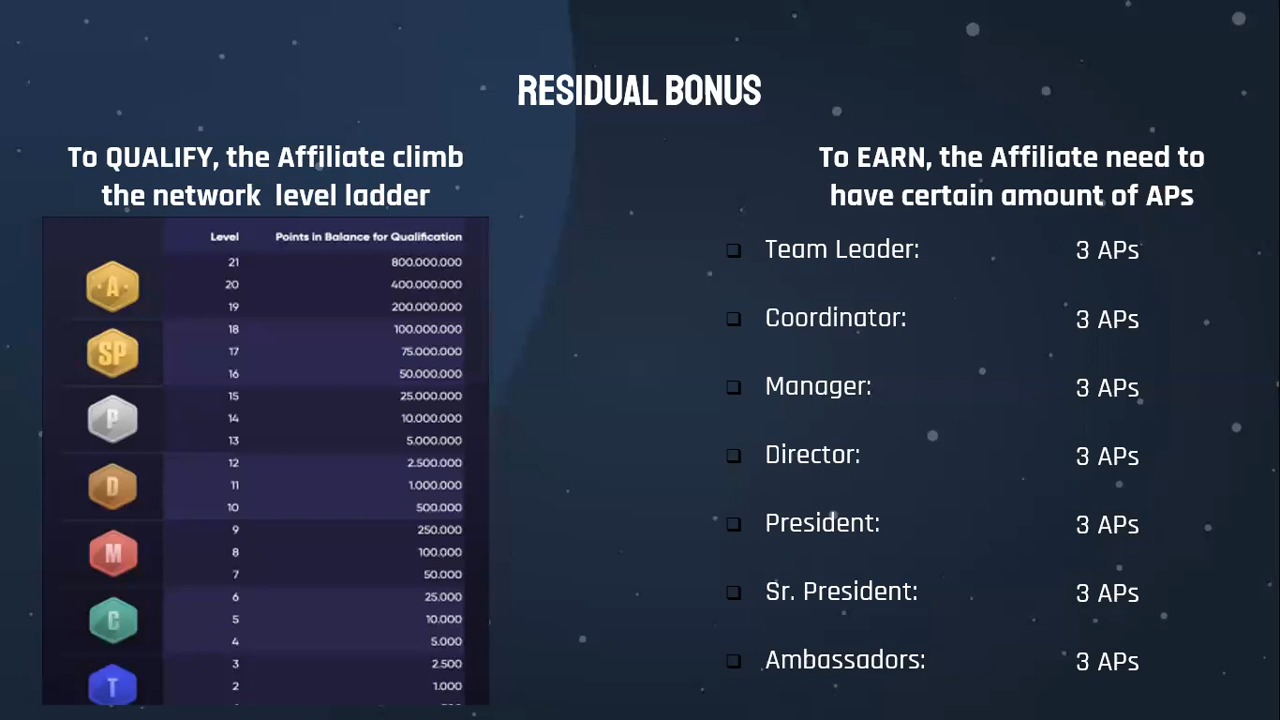 RESIDUAL BONUS
To QUALIFY, the Affiliate climb
the network level ladder
Level Points in Balance for Qualification
21 800.000.000
A
20 400.000.000
19 200.000.000
18 100.000.000
SP
17 75.000.000
16 50.000.000
15 25.000.000
P
14 10.000.000
13 5.000.000
12 2.500.000
D
11 1.000.000
10 500.000
9 250.000
M
8 100.000
7 50.000
6 25.000
C
5 10.000
4 5.000
3 2.500
T
2 1.000
To EARN, the Affiliate need to
have certain amount of APs
Team Leader: 3 APs
Coordinator: 3 APs
Manager: 3 APs
Director: 3 APs
President: 3 APs
Sr. President: 3 APs
Ambassadors: 3 APs